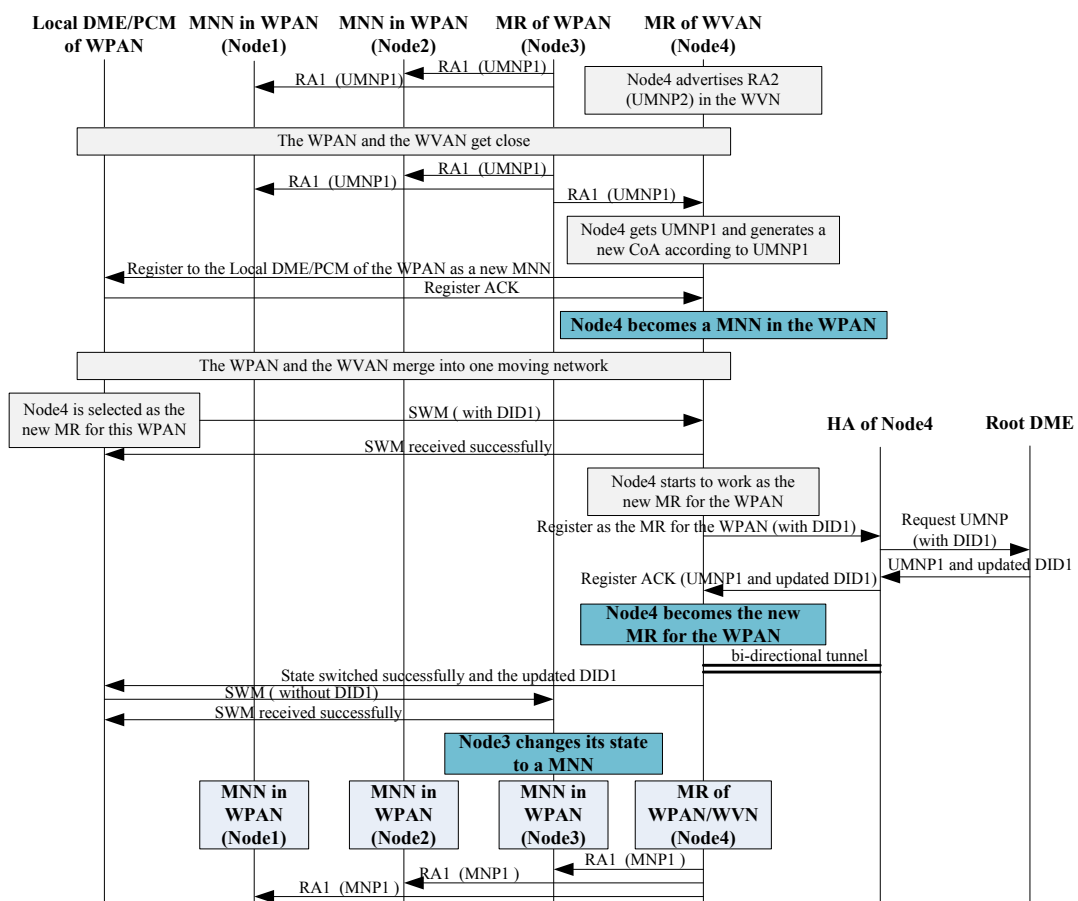 Local DME/PCM
of WPAN
MNN in WPAN
(Node1)
MNN in WPAN
(Node2)
MR of WPAN
(Node3)
MR of WVAN
(Node4)
RA1 (UMNP1)
RA1 (UMNP1)
Node4 advertises RA2
(UMNP2) in the WVN
The WPAN and the WVAN get close
RA1 (UMNP1)
RA1 (UMNP1)
RA1 (UMNP1)
Node4 gets UMNP1 and generates a
new CoA according to UMNP1
Register to the Local DME/PCM of the WPAN as a new MNN
Register ACK
Node4 becomes a MNN in the WPAN
The WPAN and the WVAN merge into one moving network
Node4 is selected as the
new MR for this WPAN
SWM ( with DID1)
HA of Node4
Root DME
SWM received successfully
Node4 starts to work as the
new MR for the WPAN
Register as the MR for the WPAN (with DID1)
Request UMNP
(with DID1)
UMNP1 and updated DID1
Register ACK (UMNP1 and updated DID1)
Node4 becomes the new
MR for the WPAN
bi-directional tunnel
State switched successfully and the updated DID1
SWM ( without DID1)
SWM received successfully
Node3 changes its state
to a MNN
MNN in
WPAN
(Node1)
MNN in
WPAN
(Node2)
MNN in
WPAN
(Node3)
MR of
WPAN/WVN
(Node4)
RA1 (MNP1 )
RA1 (MNP1 )
RA1 (MNP1 )